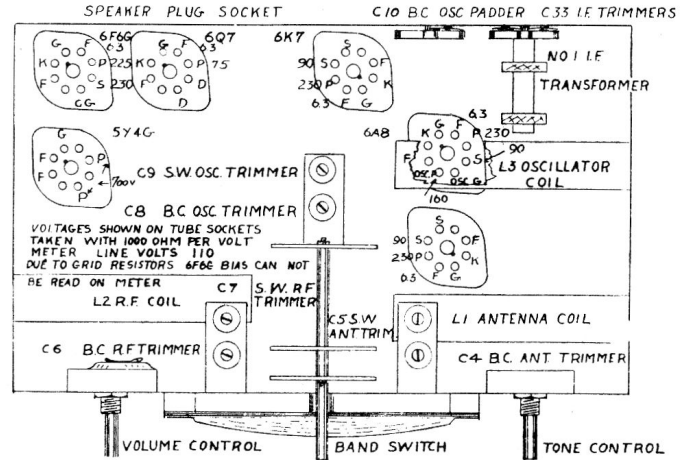 SPEAKER PLUG SOCKET
C10 B.C OSC PADDER
C33 I.F. TRIMMERS
6F6G
6Q7
6K7
G F 6.3
K P 225
F S 230
G G
G F 6.3
K P 75
F D
D
S
90 S F
230 P K
6.3 F G
NO 1 I.F.
TRANSFORMER
6A8
6.3
G F
K P 230
F S 90
OSC P OSC G
160
L3 OSCILLATOR
COIL
5Y4G
G
F P
F 700V
P
C9 S.W. OSC. TRIMMER
C8 B.C OSC TRIMMER
VOLTAGES SHOWN ON TUBE SOCKETS
TAKEN WITH 1000 OHM PER VOLT
METER LINE VOLTS 110
DUE TO GRID RESISTORS 6F6G BIAS CAN NOT
BE READ ON METER
S
90 S F
230 P K
6.3 F G
L2 R.F. COIL
C7
S.W. RF
TRIMMER
C5 S.W
ANT TRIM
L1 ANTENNA COIL
C6 B.C R.F TRIMMER
C4 B.C. ANT TRIMMER
VOLUME CONTROL
BAND SWITCH
TONE CONTROL